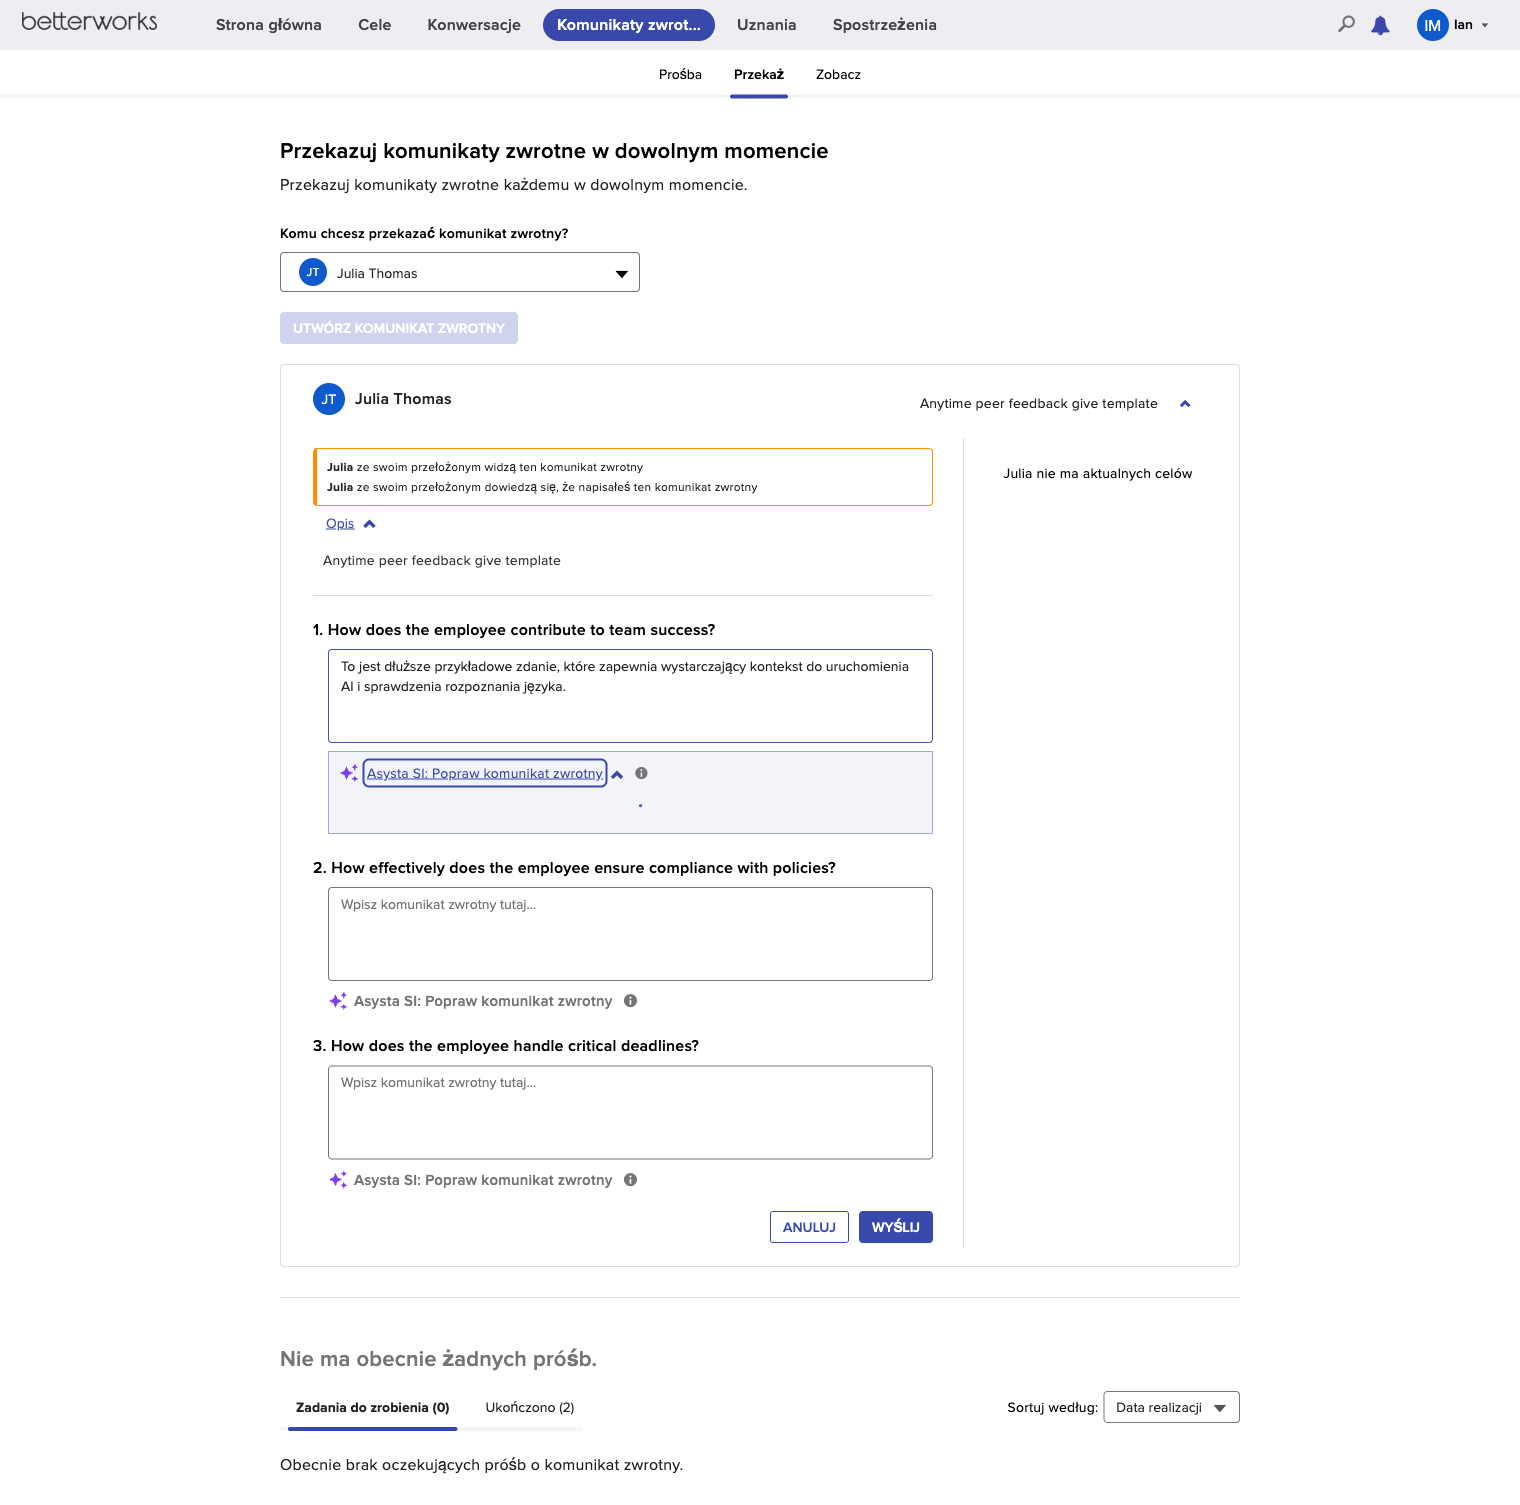 betterworks
Strona główna
Cele
Konwersacje
Komunikaty zwrot...
Uznania
Spostrzeżenia
IM
Ian
Prośba
Przekaż
Zobacz
Przekazuj komunikaty zwrotne w dowolnym momencie
Przekazuj komunikaty zwrotne każdemu w dowolnym momencie.
Komu chcesz przekazać komunikat zwrotny?
JT Julia Thomas
UTWÓRZ KOMUNIKAT ZWROTNY
JT Julia Thomas
Anytime peer feedback give template
Julia ze swoim przełożonym widzą ten komunikat zwrotny
Julia ze swoim przełożonym dowiedzą się, że napisałeś ten komunikat zwrotny
Julia nie ma aktualnych celów
Opis
Anytime peer feedback give template
1. How does the employee contribute to team success?
To jest dłuższe przykładowe zdanie, które zapewnia wystarczający kontekst do uruchomienia
AI i sprawdzenia rozpoznania języka.
Asysta SI: Popraw komunikat zwrotny
2. How effectively does the employee ensure compliance with policies?
Wpisz komunikat zwrotny tutaj...
Asysta SI: Popraw komunikat zwrotny
3. How does the employee handle critical deadlines?
Wpisz komunikat zwrotny tutaj...
Asysta SI: Popraw komunikat zwrotny
ANULUJ
WYŚLIJ
Nie ma obecnie żadnych próśb.
Zadania do zrobienia (0)
Ukończono (2)
Sortuj według:
Data realizacji
Obecnie brak oczekujących próśb o komunikat zwrotny.